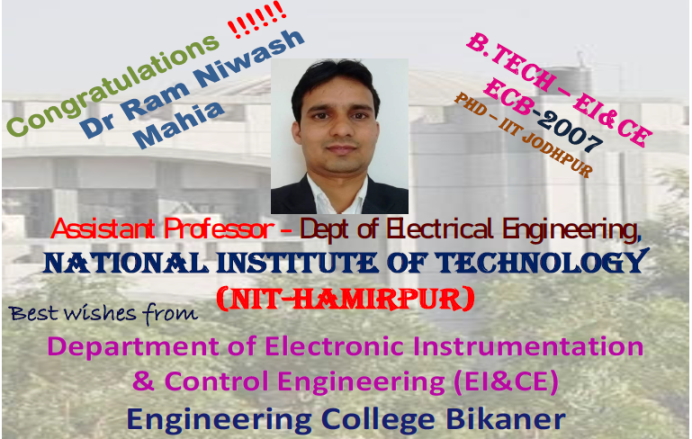 Congratulations !!!!!!
Dr Ram Niwash
Mahia
B.TECH – EI&CE
ECB-2007
PHD – IIT JODHPUR
Assistant Professor – Dept of Electrical Engineering,
NATIONAL INSTITUTE OF TECHNOLOGY
(NIT-HAMIRPUR)
Best wishes from
Department of Electronic Instrumentation
& Control Engineering (EI&CE)
Engineering College Bikaner